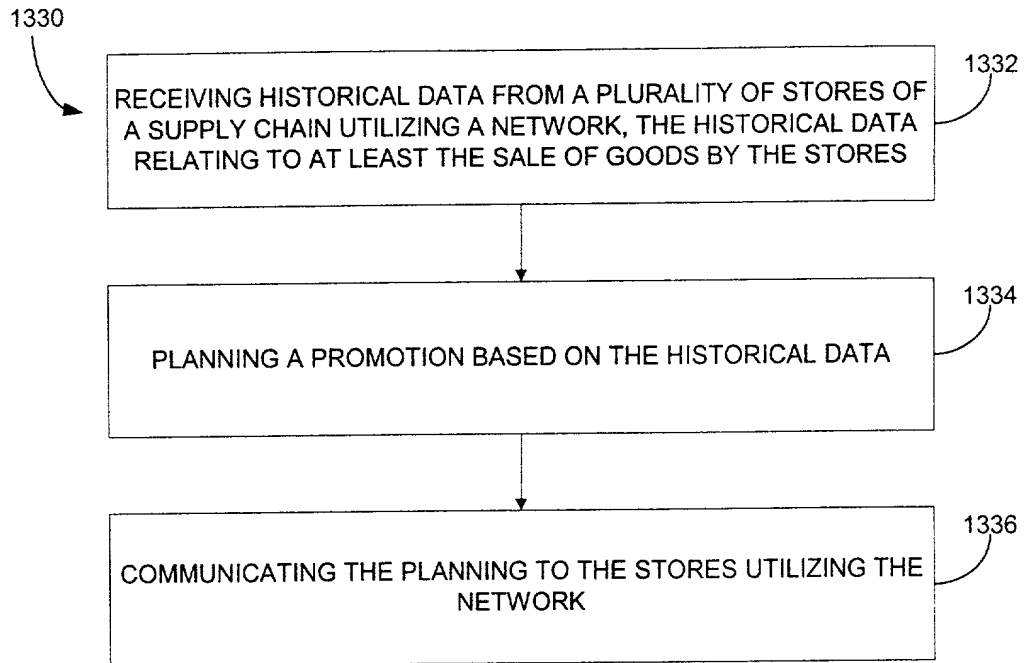 1330
1332
RECEIVING HISTORICAL DATA FROM A PLURALITY OF STORES OF
A SUPPLY CHAIN UTILIZING A NETWORK, THE HISTORICAL DATA
RELATING TO AT LEAST THE SALE OF GOODS BY THE STORES
1334
PLANNING A PROMOTION BASED ON THE HISTORICAL DATA
1336
COMMUNICATING THE PLANNING TO THE STORES UTILIZING THE
NETWORK